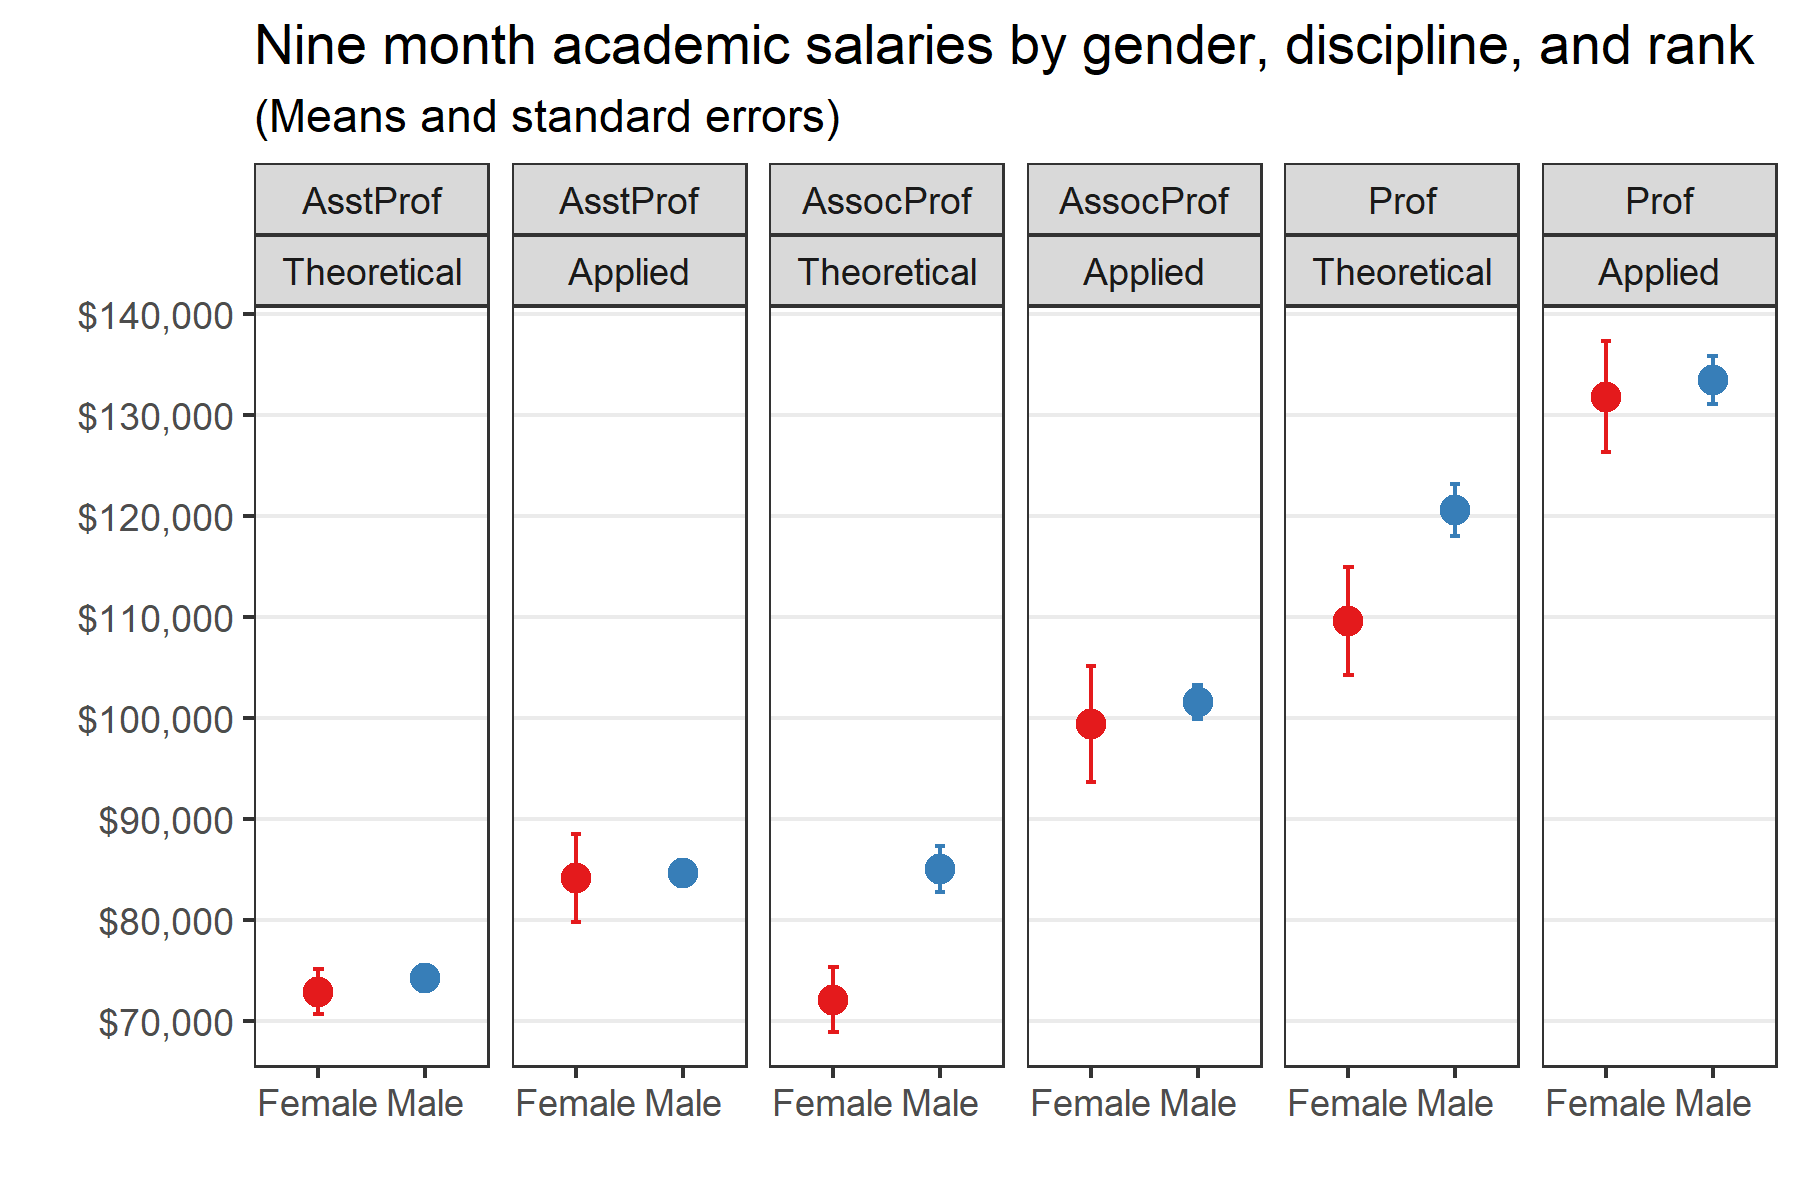 Nine month academic salaries by gender, discipline, and rank
(Means and standard errors)
AsstProf AsstProf AssocProf AssocProf Prof Prof
Theoretical Applied Theoretical Applied Theoretical Applied
$140,000
$130,000
$120,000
$110,000
$100,000
$90,000
$80,000
$70,000
Female Male Female Male Female Male Female Male Female Male Female Male